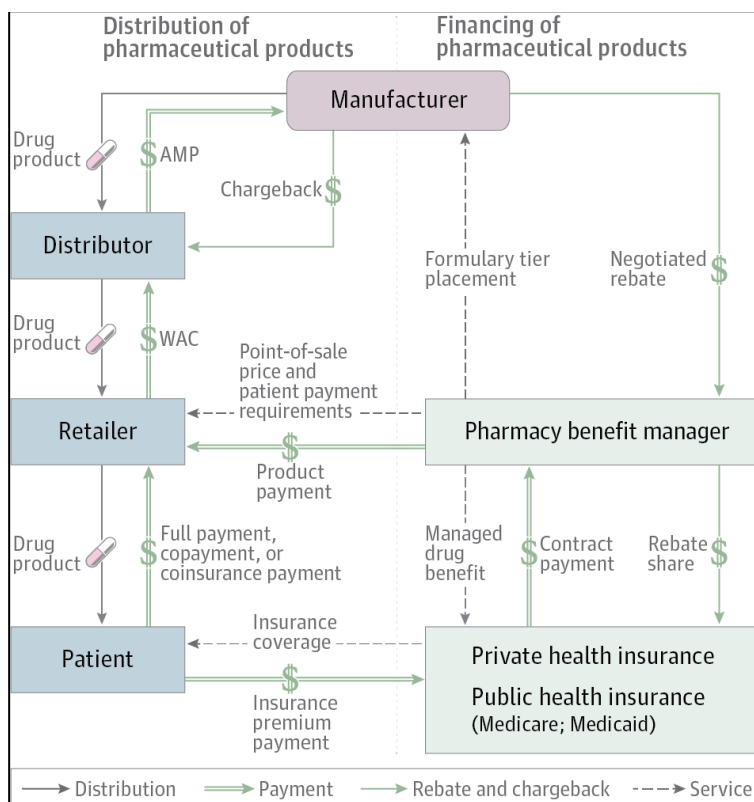 Distribution of
pharmaceutical products
Financing of
pharmaceutical products
Manufacturer
Drug
product
$ AMP
Chargeback $
Distributor
Formulary tier
placement
Negotiated
rebate $
Drug
product
$ WAC
Point-of-sale
price and
patient payment
requirements
Retailer
Pharmacy benefit manager
$
Product
payment
Drug
product
$ Full payment,
copayment, or
coinsurance payment
Managed
drug
benefit
$ Contract
payment
Rebate
share $
Insurance
coverage
Patient
$
Insurance
premium
payment
Private health insurance
Public health insurance
(Medicare; Medicaid)
Distribution
Payment
Rebate and chargeback
Service